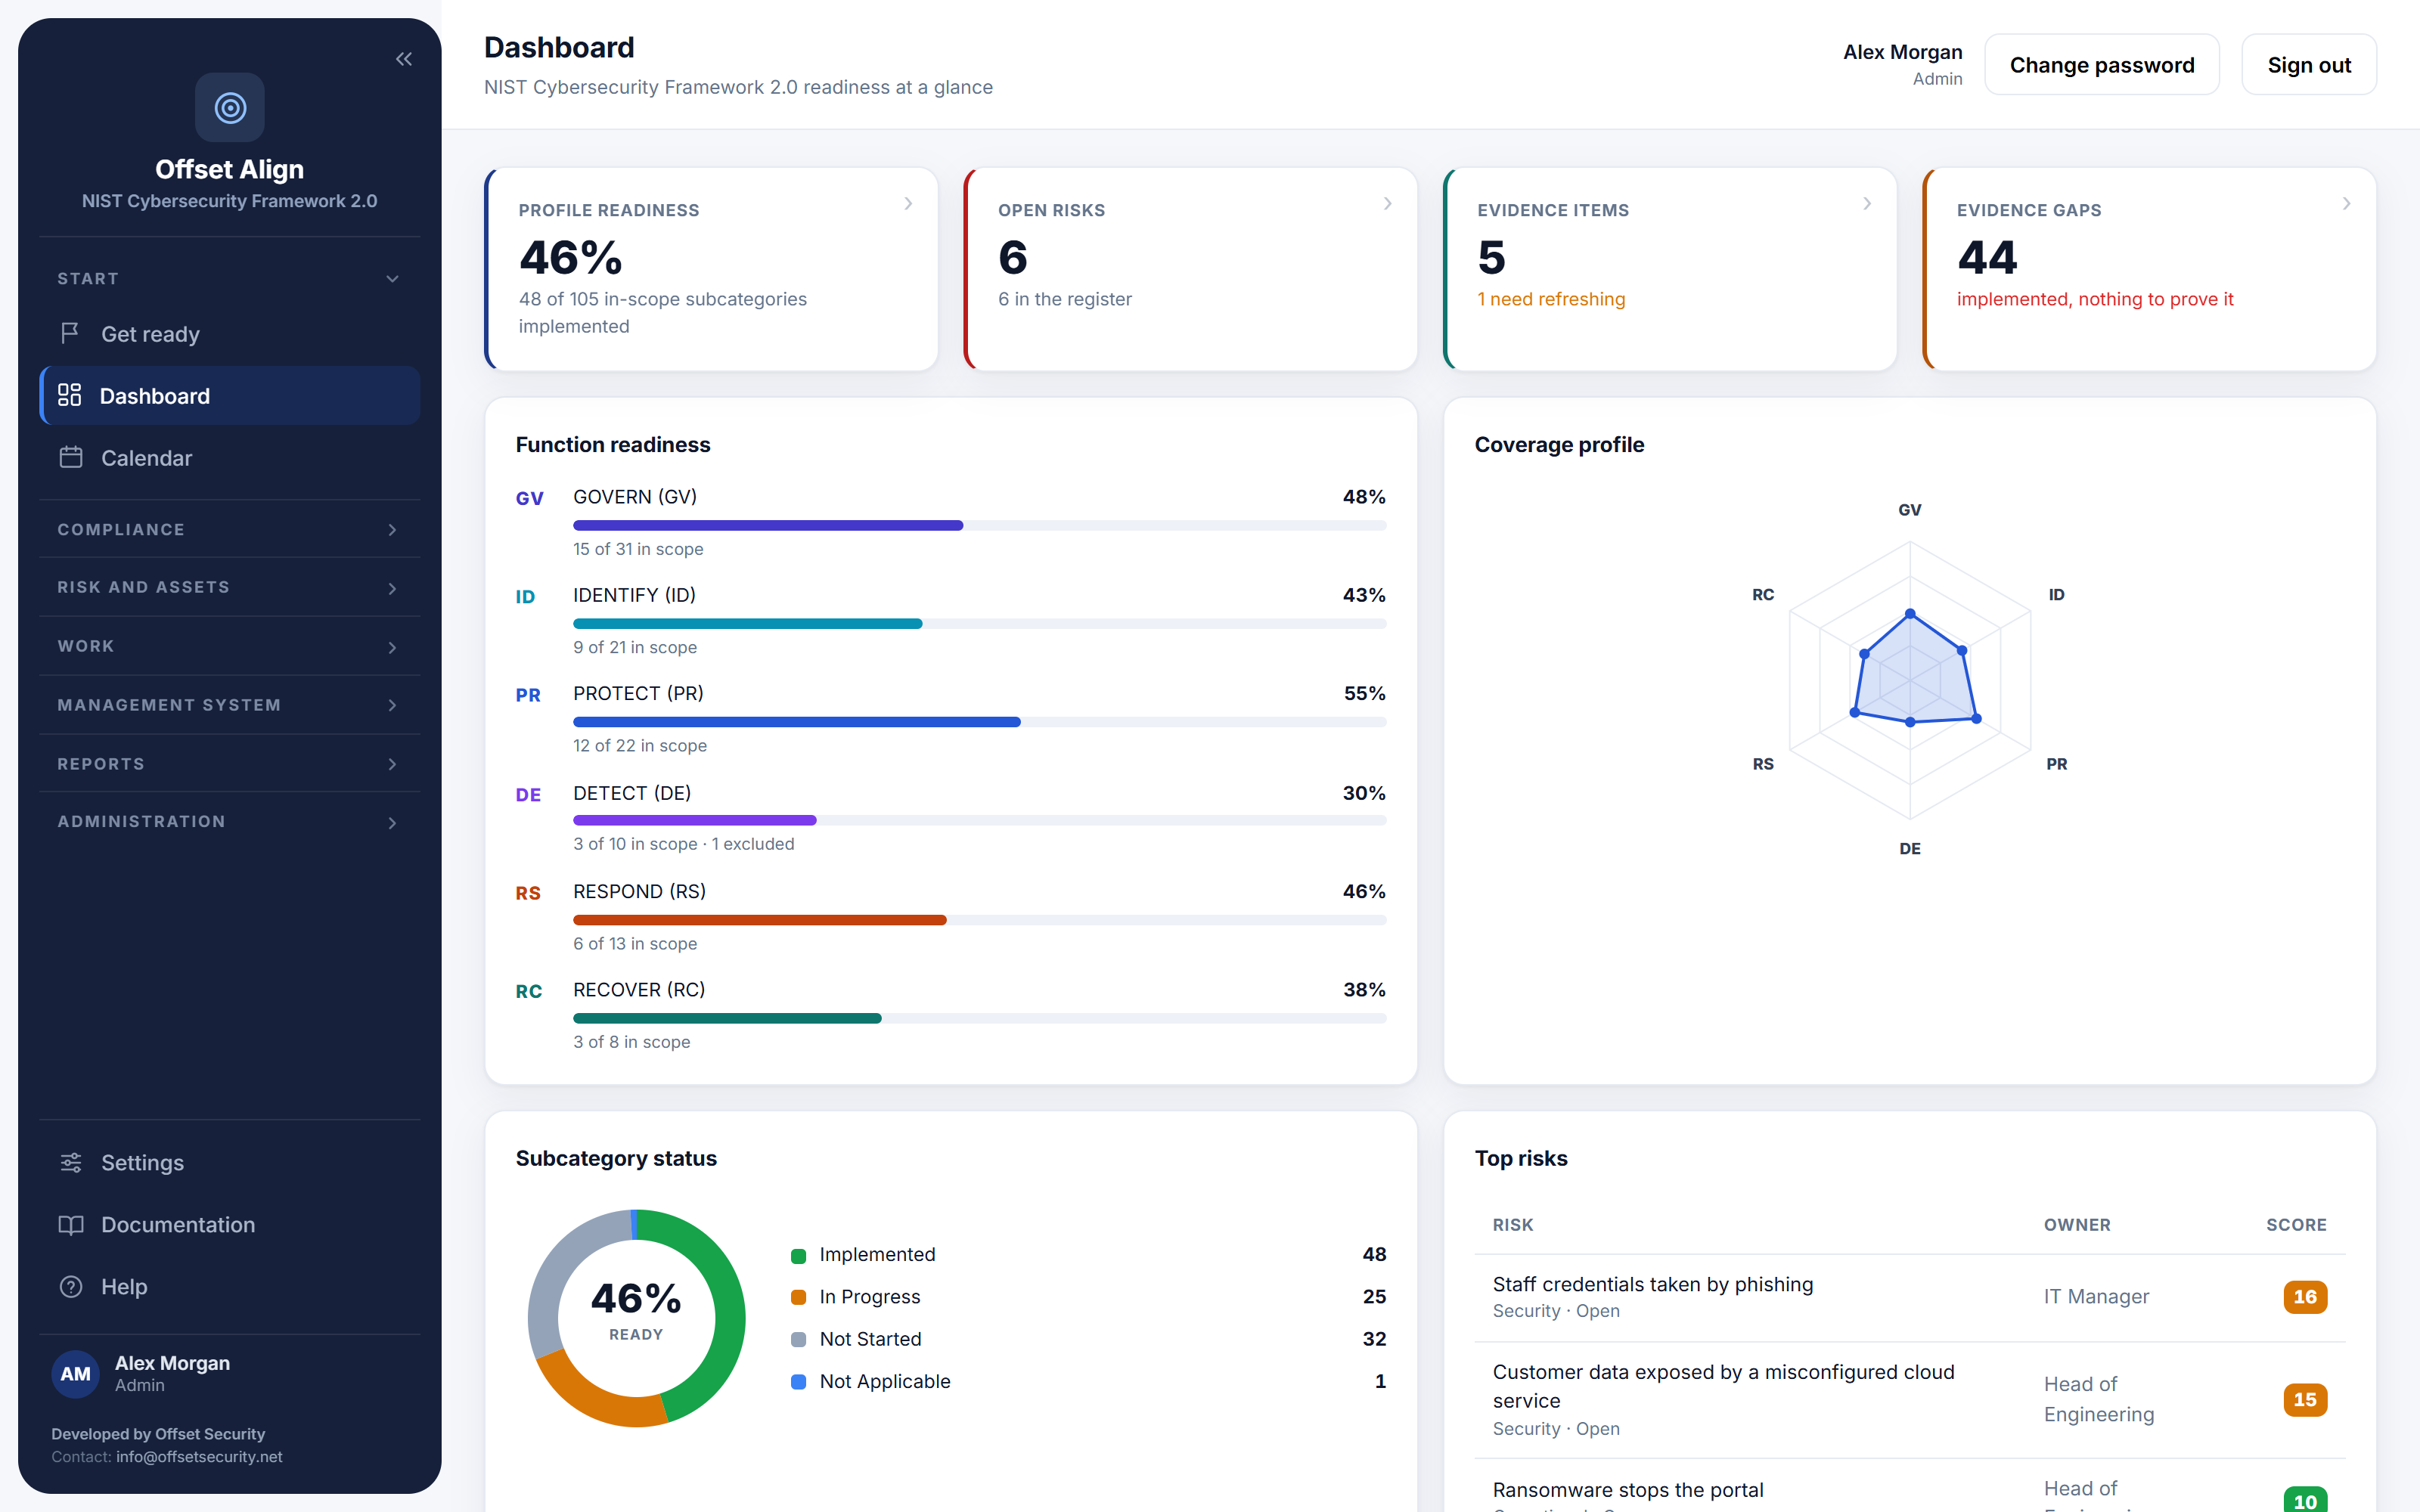 Offset Align
NIST Cybersecurity Framework 2.0
START
Get ready
Dashboard
Calendar
COMPLIANCE
RISK AND ASSETS
WORK
MANAGEMENT SYSTEM
REPORTS
ADMINISTRATION
Settings
Documentation
Help
AM
Alex Morgan
Admin
Developed by Offset Security
Contact: info@offsetsecurity.net
Dashboard
NIST Cybersecurity Framework 2.0 readiness at a glance
Alex Morgan
Admin
Change password
Sign out
PROFILE READINESS
46%
48 of 105 in-scope subcategories
implemented
OPEN RISKS
6
6 in the register
EVIDENCE ITEMS
5
1 need refreshing
EVIDENCE GAPS
44
implemented, nothing to prove it
Function readiness
GV GOVERN (GV) 48%
15 of 31 in scope
ID IDENTIFY (ID) 43%
9 of 21 in scope
PR PROTECT (PR) 55%
12 of 22 in scope
DE DETECT (DE) 30%
3 of 10 in scope · 1 excluded
RS RESPOND (RS) 46%
6 of 13 in scope
RC RECOVER (RC) 38%
3 of 8 in scope
Coverage profile
GV
RC ID
RS PR
DE
Subcategory status
46%
READY
Implemented 48
In Progress 25
Not Started 32
Not Applicable 1
Top risks
RISK OWNER SCORE
Staff credentials taken by phishing
Security · Open
IT Manager
16
Customer data exposed by a misconfigured cloud
service
Security · Open
Head of
Engineering
15
Ransomware stops the portal
Head of
10